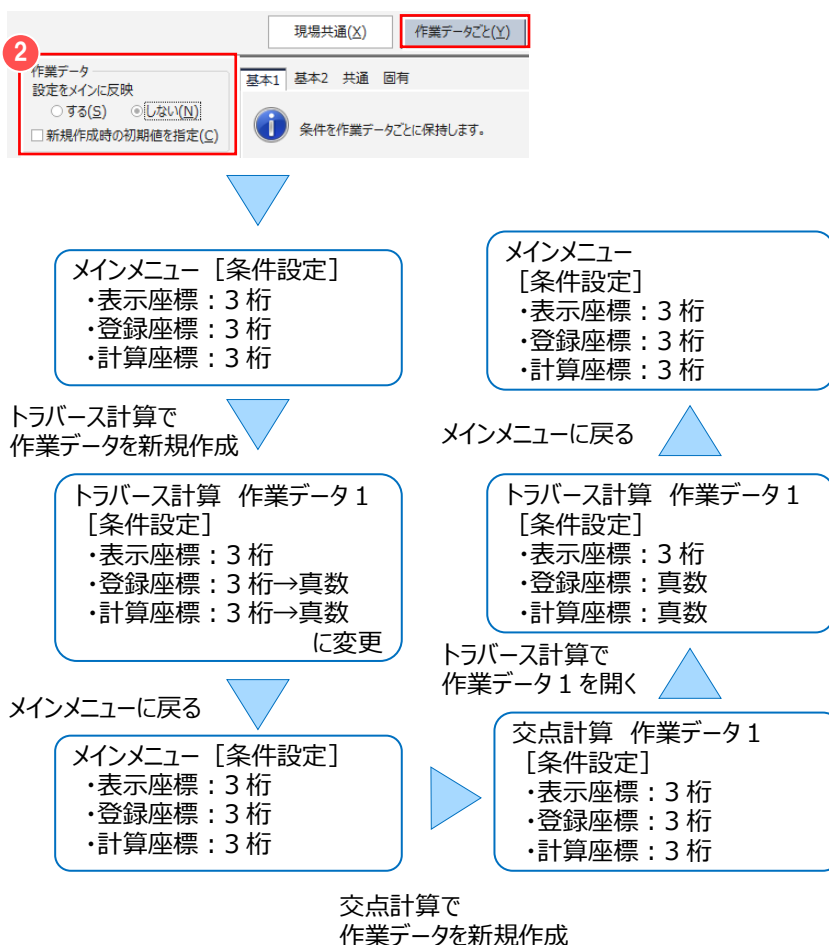 現場共通(X)
作業データごと(Y)
2
作業データ
設定をメインに反映
する(S)
しない(N)
新規作成時の初期値を指定(C)
基本1 基本2 共通 固有
条件を作業データごとに保持します。
メインメニュー［条件設定］
・表示座標：3 桁
・登録座標：3 桁
・計算座標：3 桁
トラバース計算で
作業データを新規作成
トラバース計算 作業データ 1
［条件設定］
・表示座標：3 桁
・登録座標：3 桁→真数
・計算座標：3 桁→真数
に変更
メインメニューに戻る
メインメニュー［条件設定］
・表示座標：3 桁
・登録座標：3 桁
・計算座標：3 桁
交点計算で
作業データを新規作成
交点計算 作業データ 1
［条件設定］
・表示座標：3 桁
・登録座標：3 桁
・計算座標：3 桁
トラバース計算で
作業データ 1 を開く
トラバース計算 作業データ 1
［条件設定］
・表示座標：3 桁
・登録座標：真数
・計算座標：真数
メインメニューに戻る
メインメニュー
［条件設定］
・表示座標：3 桁
・登録座標：3 桁
・計算座標：3 桁